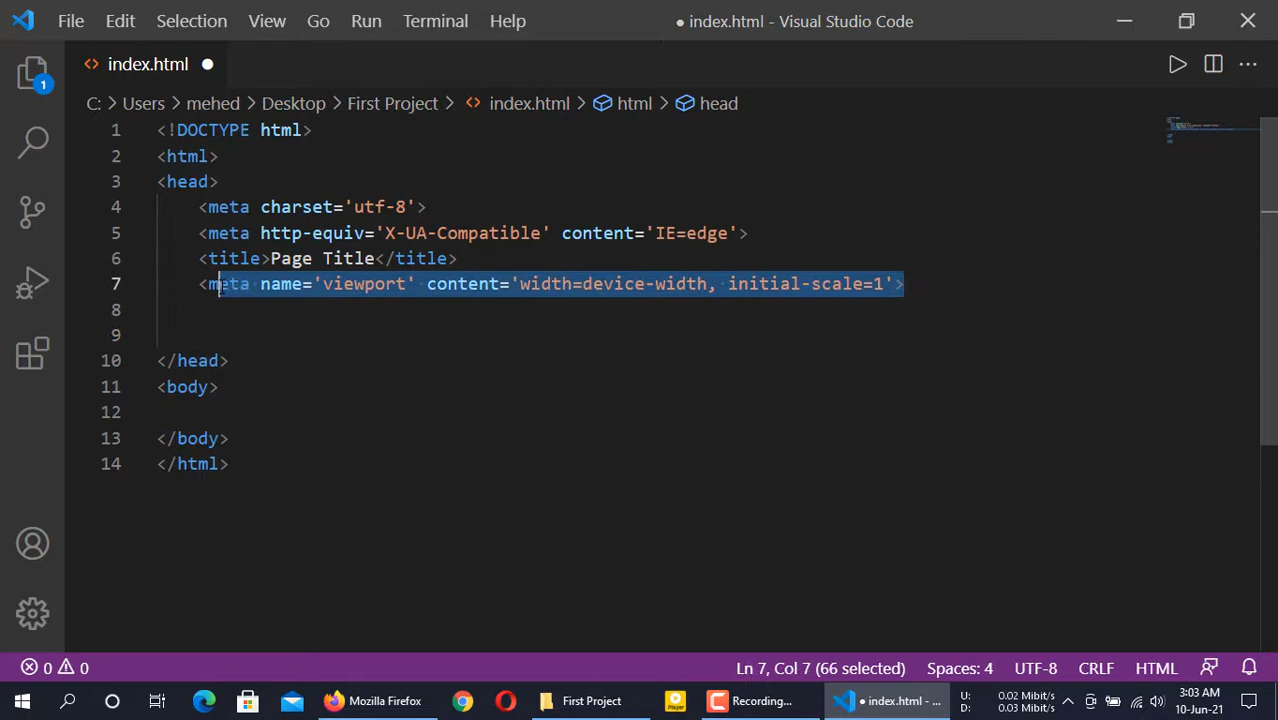 File Edit Selection View Go Run Terminal Help ● index.html - Visual Studio Code
index.html
C: > Users > mehed > Desktop > First Project > index.html > html > head
1 <!DOCTYPE html>
2 <html>
3 <head>
4 <meta charset='utf-8'>
5 <meta http-equiv='X-UA-Compatible' content='IE=edge'>
6 <title>Page Title</title>
7 <meta name='viewport' content='width=device-width, initial-scale=1'>
8
9
10 </head>
11 <body>
12
13 </body>
14 </html>
1
0 0 Ln 7, Col 7 (66 selected) Spaces: 4 UTF-8 CRLF HTML
Mozilla Firefox First Project Player Recording... ● index.html - ...
U: 0.02 Mibit/s
D: 0.03 Mibit/s
3:03 AM
10-Jun-21